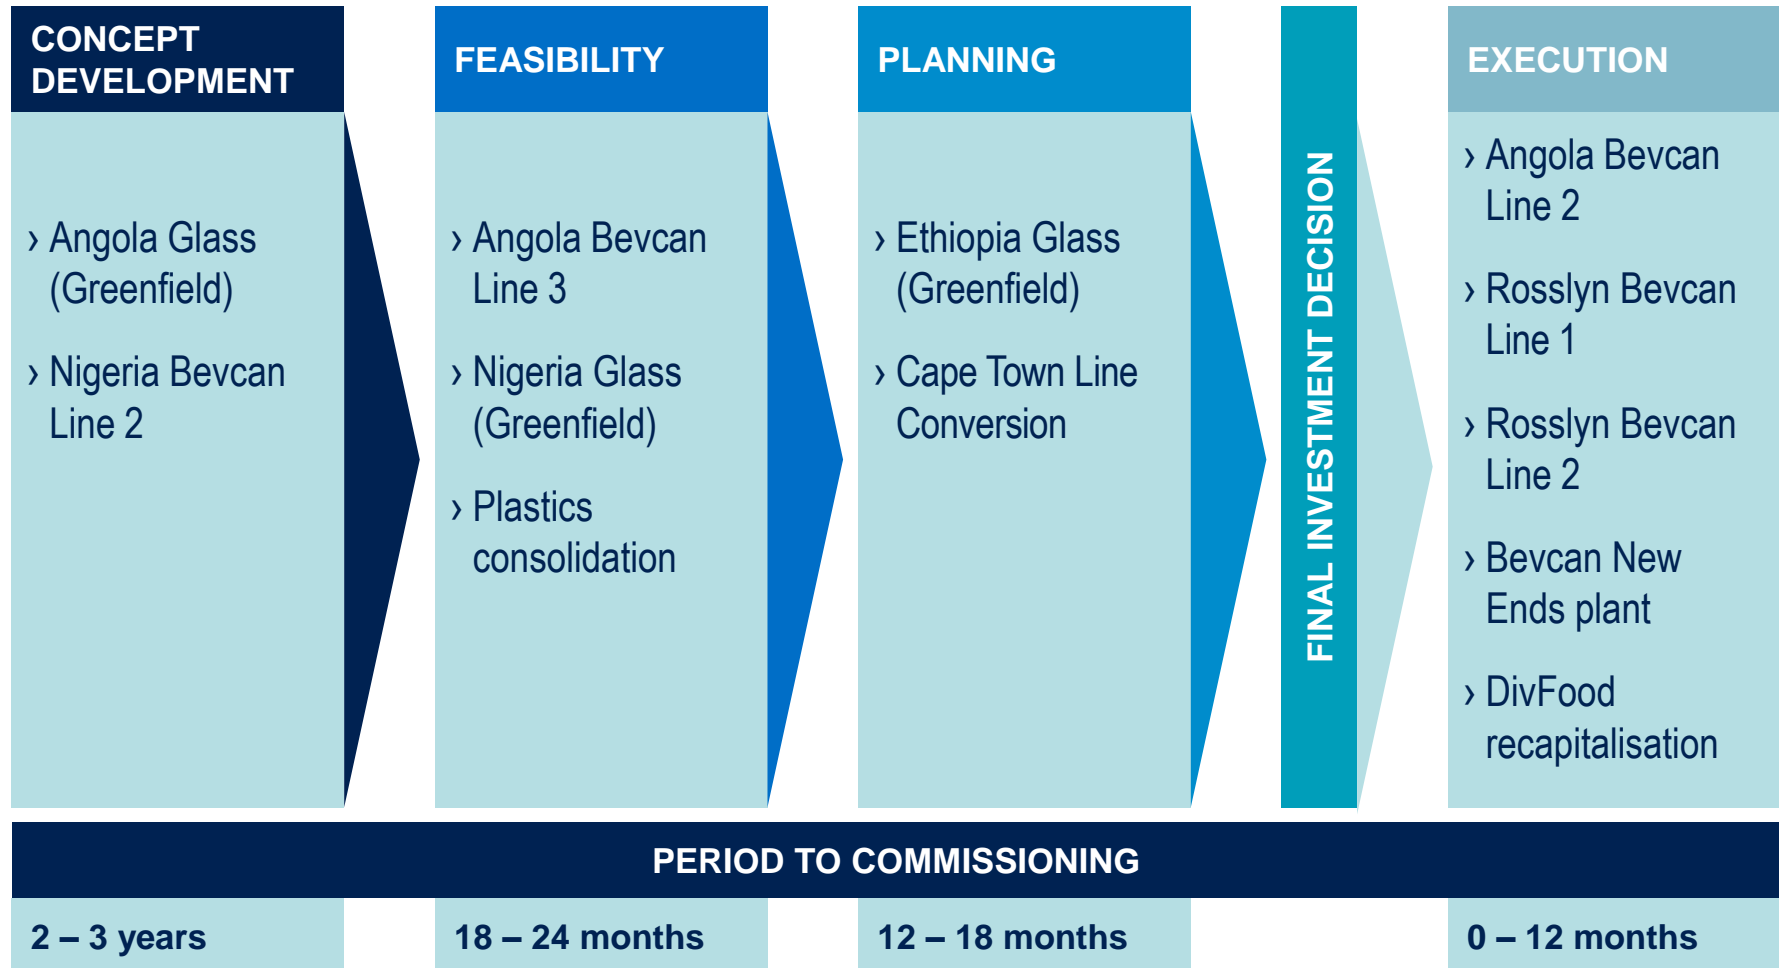 CONCEPT
DEVELOPMENT
› Angola Glass
(Greenfield)
› Nigeria Bevcan
Line 2
FEASIBILITY
› Angola Bevcan
Line 3
› Nigeria Glass
(Greenfield)
› Plastics
consolidation
PLANNING
› Ethiopia Glass
(Greenfield)
› Cape Town Line
Conversion
FINAL INVESTMENT DECISION
EXECUTION
› Angola Bevcan
Line 2
› Rosslyn Bevcan
Line 1
› Rosslyn Bevcan
Line 2
› Bevcan New
Ends plant
› DivFood
recapitalisation
PERIOD TO COMMISSIONING
2 – 3 years
18 – 24 months
12 – 18 months
0 – 12 months